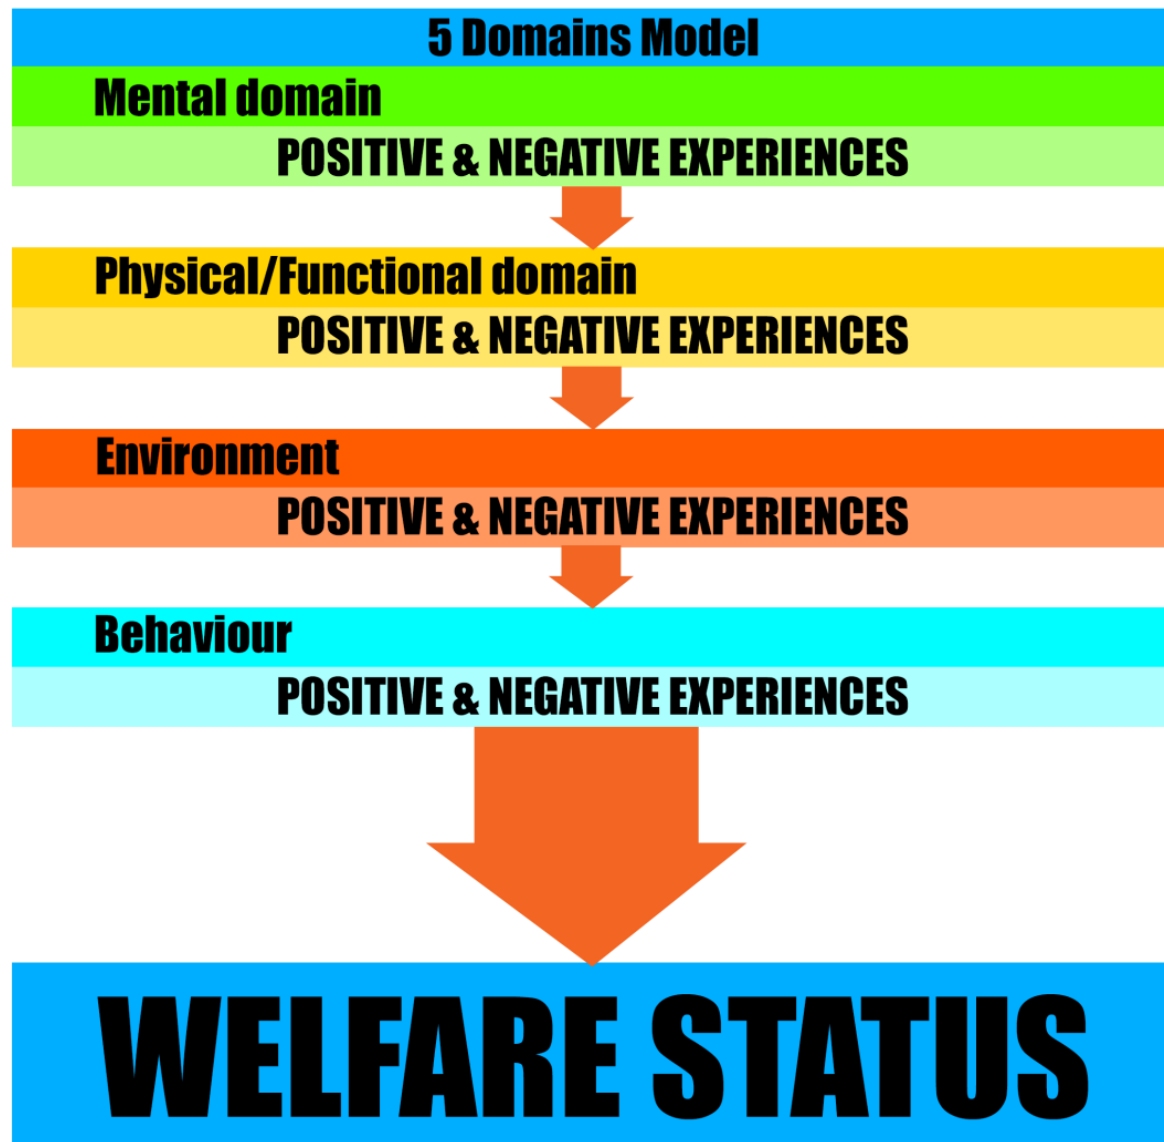 5 Domains Model
Mental domain
POSITIVE & NEGATIVE EXPERIENCES
Physical/Functional domain
POSITIVE & NEGATIVE EXPERIENCES
Environment
POSITIVE & NEGATIVE EXPERIENCES
Behaviour
POSITIVE & NEGATIVE EXPERIENCES
WELFARE STATUS